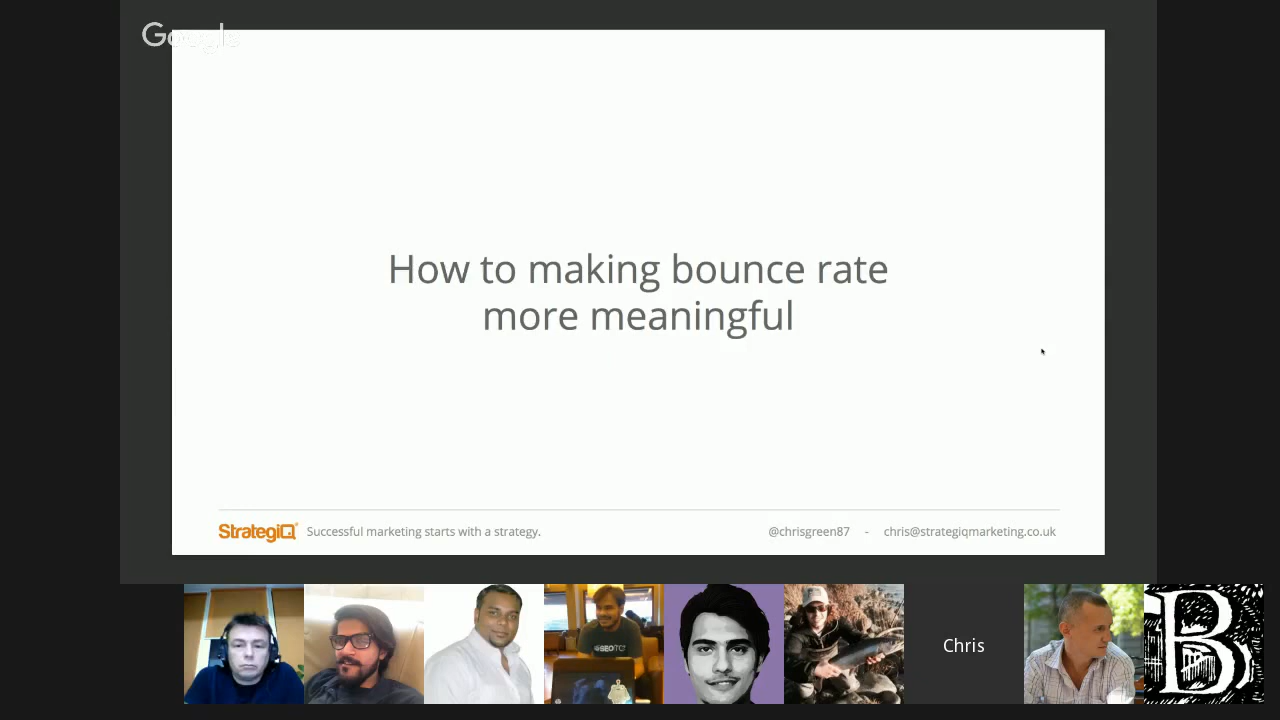 Google
How to making bounce rate
more meaningful
StrategiQ Successful marketing starts with a strategy. @chrisgreen87 - chris@strategiqmarketing.co.uk
SEO
Chris
B